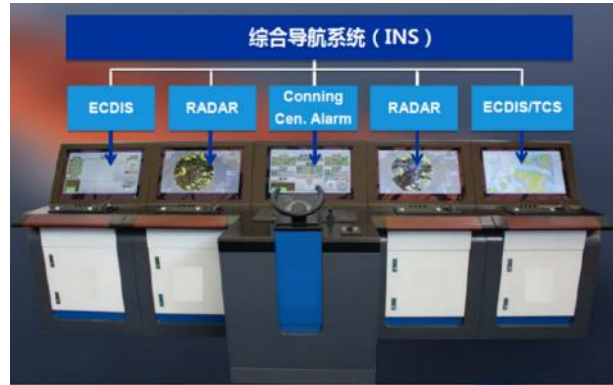 综合导航系统（INS）
ECDIS
RADAR
Conning
Cen. Alarm
RADAR
ECDIS/TCS